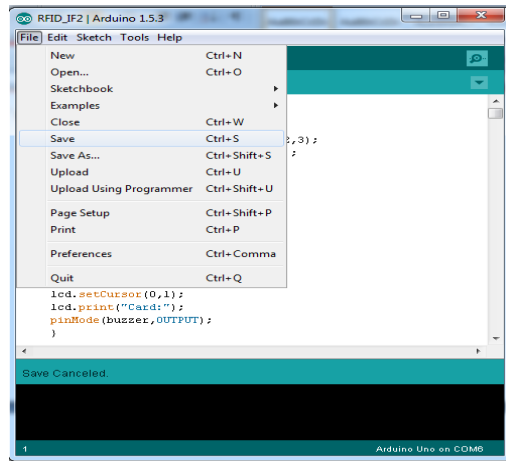 RFID_IF2 | Arduino 1.5.3
File Edit Sketch Tools Help
New Ctrl+N
Open... Ctrl+O
Sketchbook
Examples
Close Ctrl+W
Save Ctrl+S
,3);
Save As... Ctrl+Shift+S
;
Upload Ctrl+U
Upload Using Programmer Ctrl+Shift+U
Page Setup Ctrl+Shift+P
Print Ctrl+P
Preferences Ctrl+Comma
Quit Ctrl+Q
lcd.setCursor(0,1);
lcd.print("Card:");
pinMode(buzzer,OUTPUT);
}
Save Canceled.
1 Arduino Uno on COM6